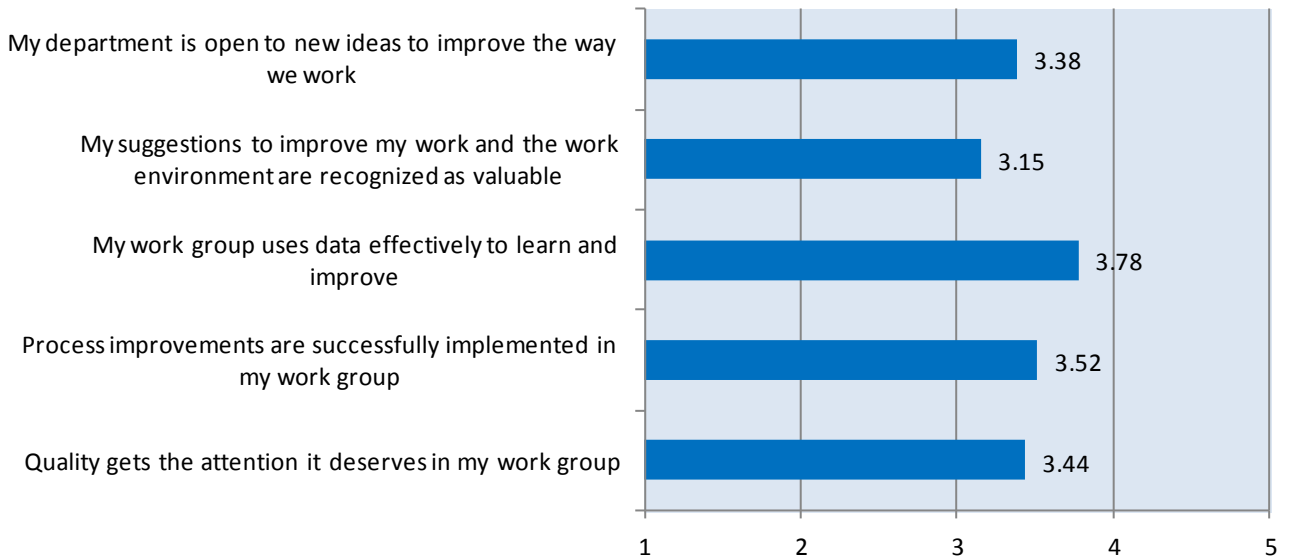 My department is open to new ideas to improve the way
we work
3.38
My suggestions to improve my work and the work
environment are recognized as valuable
3.15
My work group uses data effectively to learn and
improve
3.78
Process improvements are successfully implemented in
my work group
3.52
Quality gets the attention it deserves in my work group
3.44
1 2 3 4 5